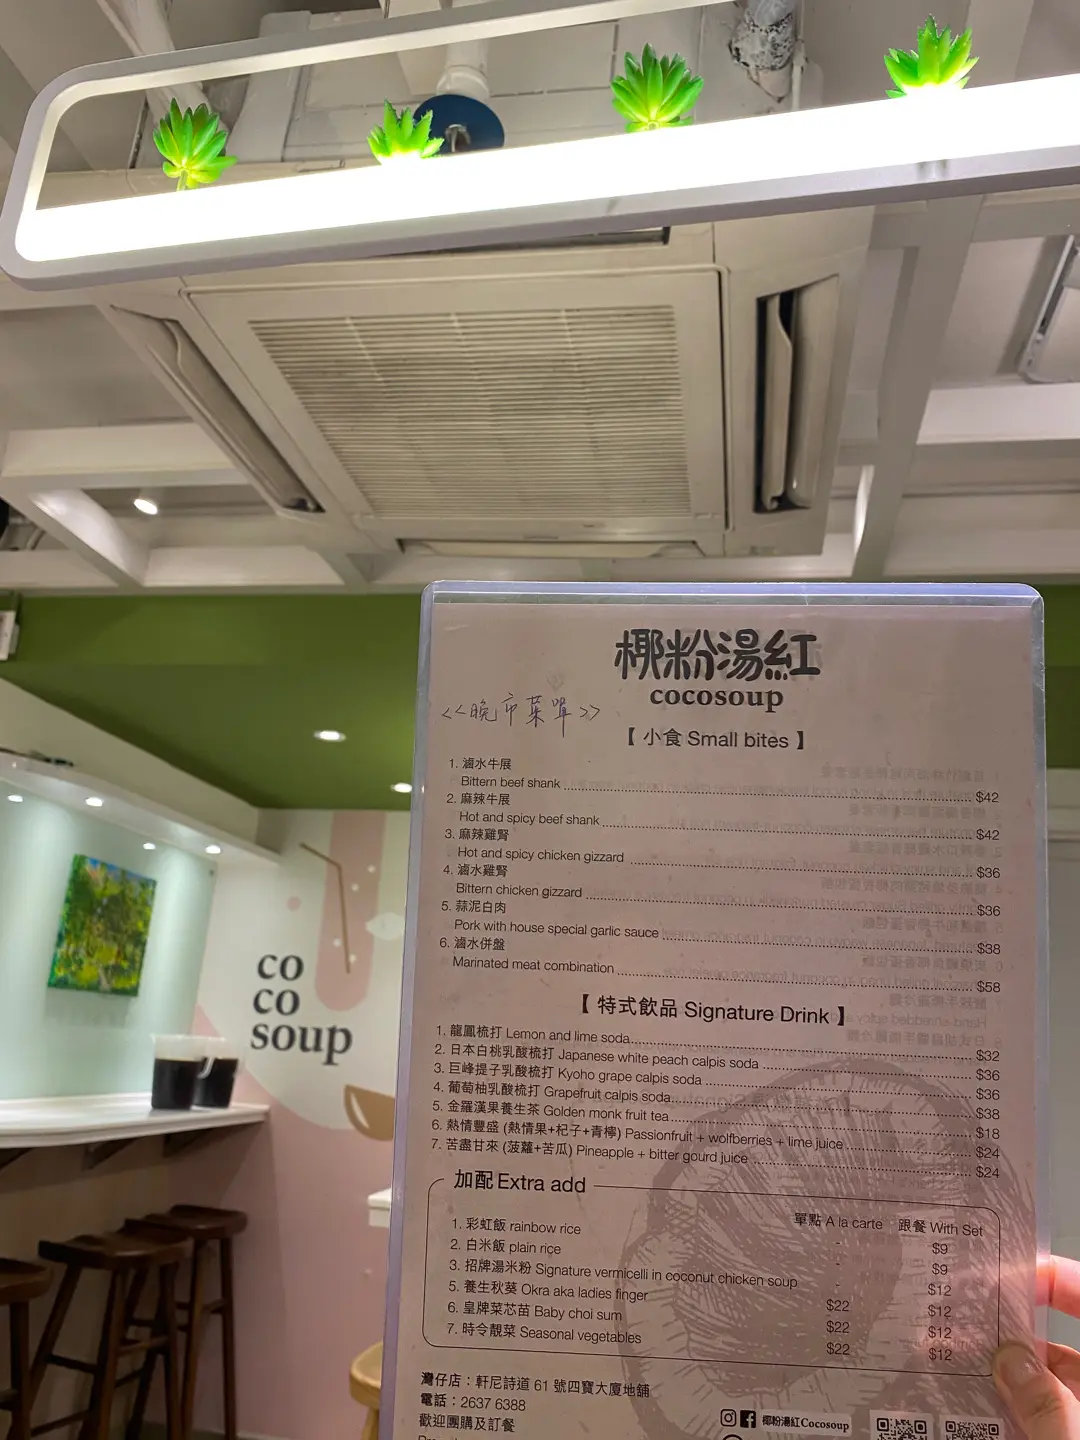 椰粉湯紅
cocosoup
<<晚市菜單>>
【 小食 Small bites 】
1. 滷水牛展
Bittern beef shank $42
2. 麻辣牛展
Hot and spicy beef shank $42
3. 麻辣雞腎
Hot and spicy chicken gizzard $36
4. 滷水雞腎
Bittern chicken gizzard $36
5. 蒜泥白肉
Pork with house special garlic sauce $38
6. 滷水併盤
Marinated meat combination $58
【 特式飲品 Signature Drink 】
1. 龍鳳梳打 Lemon and lime soda $32
2. 日本白桃乳酸梳打 Japanese white peach calpis soda $36
3. 巨峰提子乳酸梳打 Kyoho grape calpis soda $36
4. 葡萄柚乳酸梳打 Grapefruit calpis soda $38
5. 金羅漢果養生茶 Golden monk fruit tea $18
6. 熱情豐盛 (熱情果+杞子+青檸) Passionfruit + wolfberries + lime juice $24
7. 苦盡甘來 (菠蘿+苦瓜) Pineapple + bitter gourd juice $24
加配 Extra add
單點 A la carte 跟餐 With Set
1. 彩虹飯 rainbow rice - $9
2. 白米飯 plain rice - $9
3. 招牌湯米粉 Signature vermicelli in coconut chicken soup - $12
5. 養生秋葵 Okra aka ladies finger $22 $12
6. 皇牌菜芯苗 Baby choi sum $22 $12
7. 時令靚菜 Seasonal vegetables $22 $12
灣仔店：軒尼詩道 61 號四寶大廈地舖
電話：2637 6388
歡迎團購及訂餐
椰粉湯紅Cocosoup
co
co
soup